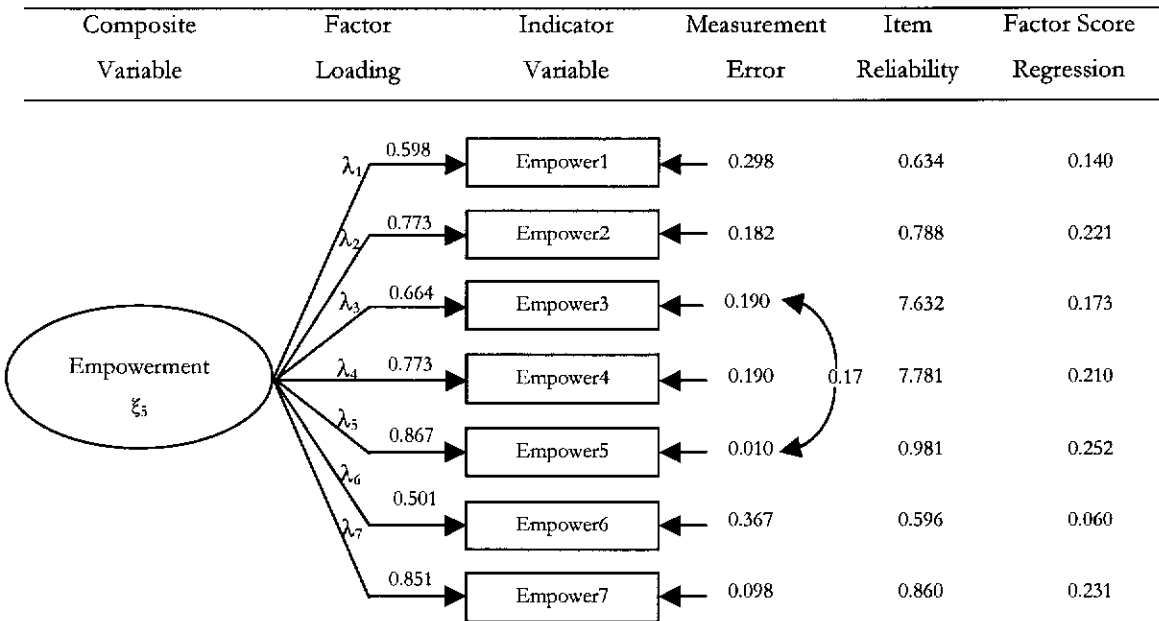 Composite Factor Indicator Measurement Item Factor Score
Variable Loading Variable Error Reliability Regression
λ1 0.598 Empower1 0.298 0.634 0.140
λ2 0.773 Empower2 0.182 0.788 0.221
λ3 0.664 Empower3 0.190 7.632 0.173
Empowerment
ξ3
λ4 0.773 Empower4 0.190 0.17 7.781 0.210
λ5 0.867 Empower5 0.010 0.981 0.252
λ6 0.501 Empower6 0.367 0.596 0.060
λ7 0.851 Empower7 0.098 0.860 0.231